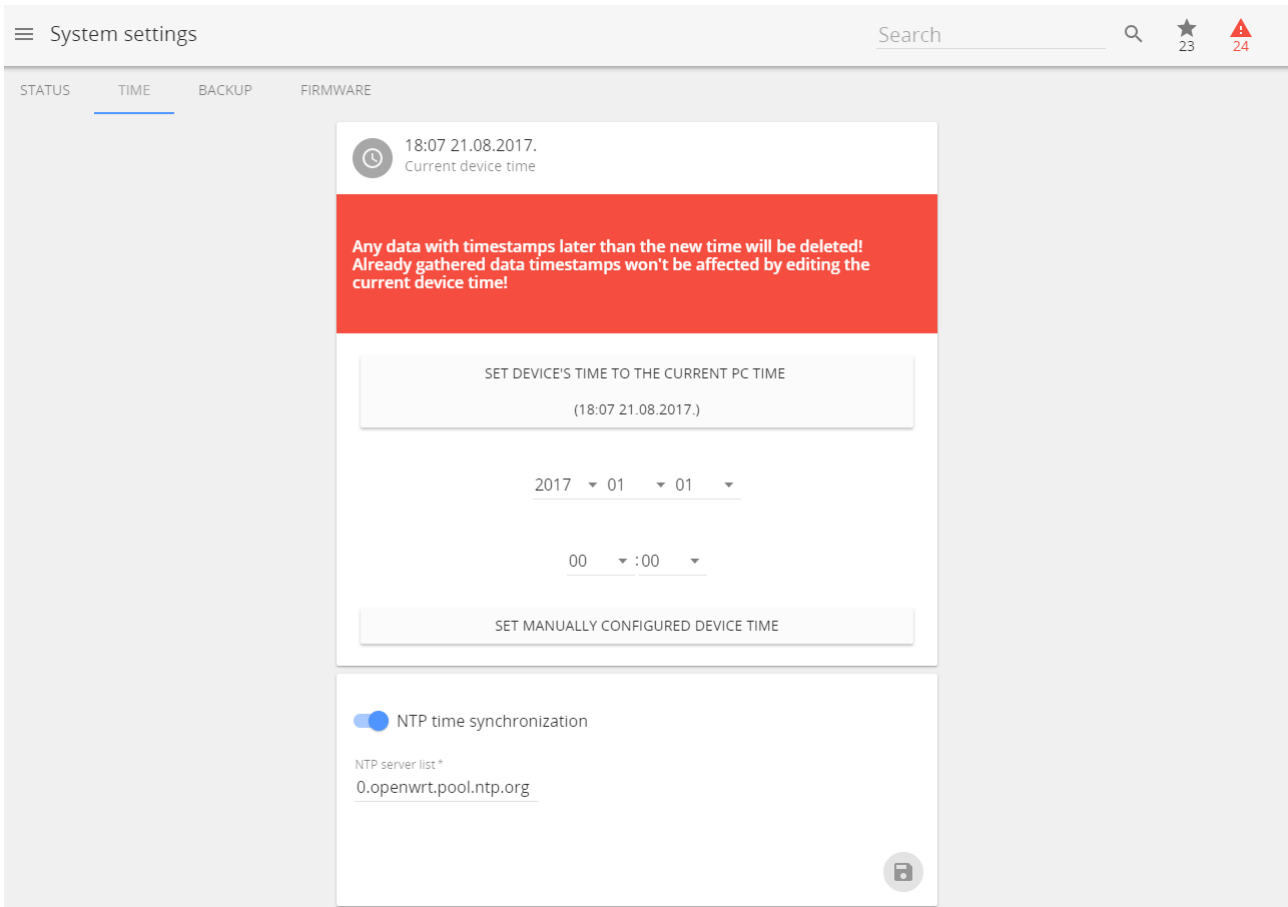 System settings
Search
23
24
STATUS TIME BACKUP FIRMWARE
18:07 21.08.2017.
Current device time
Any data with timestamps later than the new time will be deleted!
Already gathered data timestamps won't be affected by editing the
current device time!
SET DEVICE'S TIME TO THE CURRENT PC TIME
(18:07 21.08.2017.)
2017 01 01
00 :00
SET MANUALLY CONFIGURED DEVICE TIME
NTP time synchronization
NTP server list *
0.openwrt.pool.ntp.org